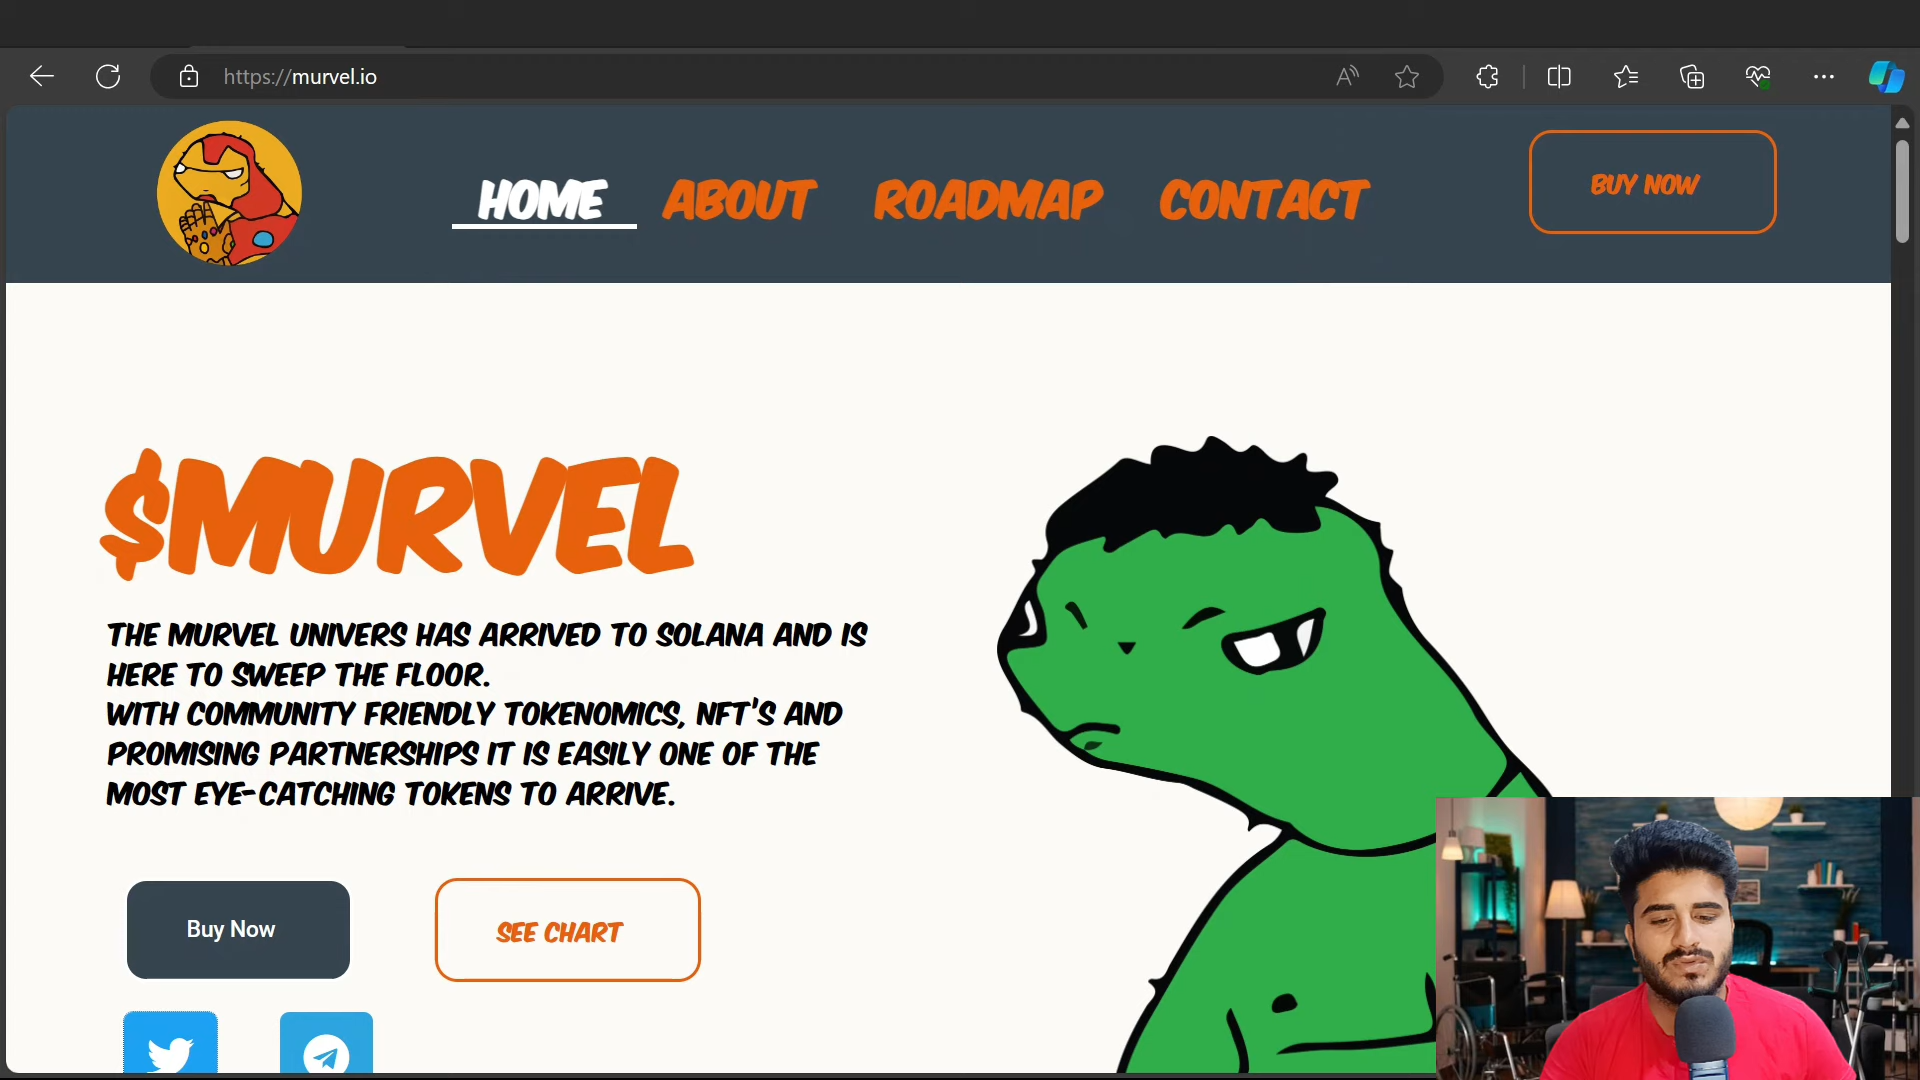 https://murvel.io
HOME
ABOUT
ROADMAP
CONTACT
BUY NOW
$MURVEL
THE MURVEL UNIVERS HAS ARRIVED TO SOLANA AND IS
HERE TO SWEEP THE FLOOR.
WITH COMMUNITY FRIENDLY TOKENOMICS, NFT'S AND
PROMISING PARTNERSHIPS IT IS EASILY ONE OF THE
MOST EYE-CATCHING TOKENS TO ARRIVE.
Buy Now
SEE CHART